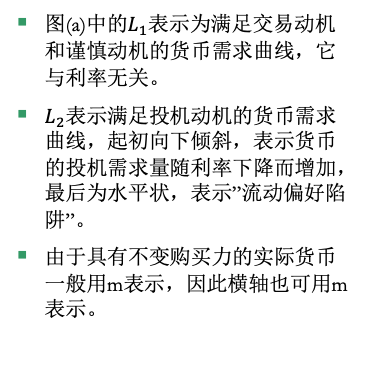 图(a)中的L₁表示为满足交易动机
和谨慎动机的货币需求曲线，它
与利率无关。
L₂表示满足投机动机的货币需求
曲线，起初向下倾斜，表示货币
的投机需求量随利率下降而增加，
最后为水平状，表示”流动偏好陷
阱”。
由于具有不变购买力的实际货币
一般用m表示，因此横轴也可用m
表示。